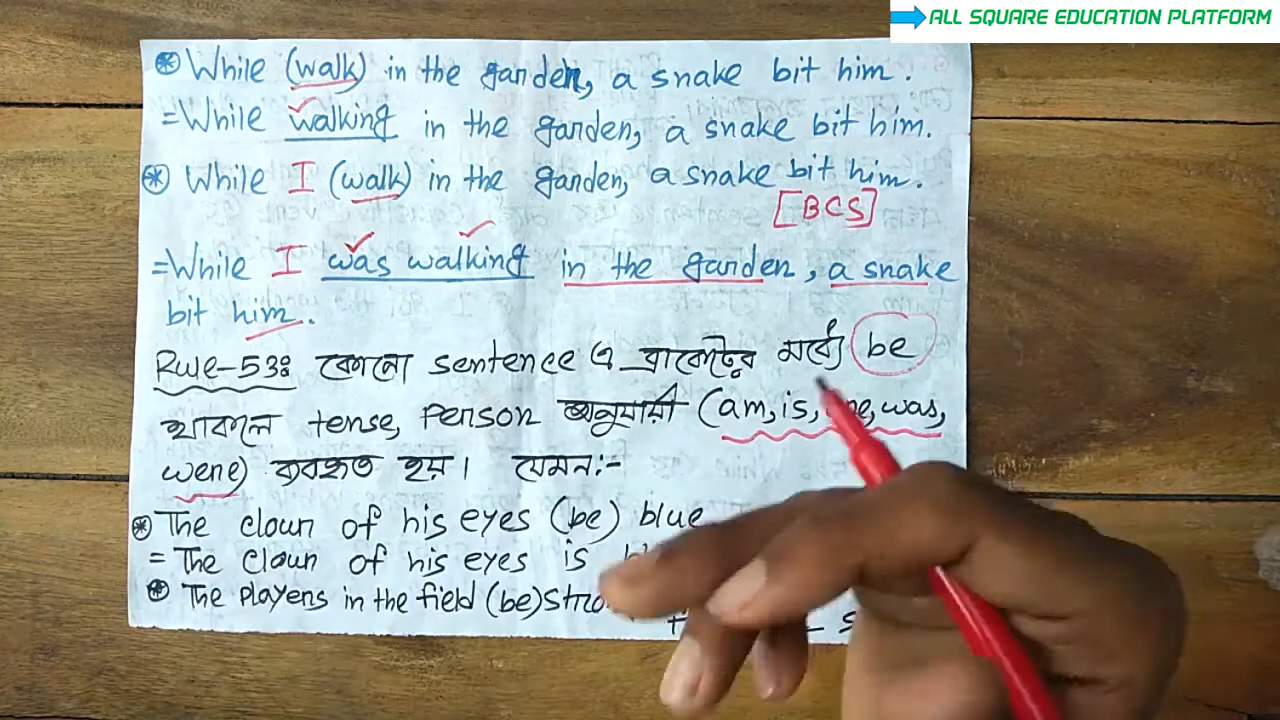 ALL SQUARE EDUCATION PLATFORM
While (walk) in the garden, a snake bit him.
=While walking in the garden, a snake bit him.
While I (walk) in the garden, a snake bit him.
[BCS]
=While I was walking in the garden, a snake
bit him.
Rule-53ঃ কোনো sentence এ ব্রাকেটের মধ্যে be
থাকলে tense, Person অনুযায়ী (am, is, are, was,
were) ব্যবহৃত হয়। যেমন:-
The clour of his eyes (be) blue
= The clour of his eyes is
The players in the field (be)